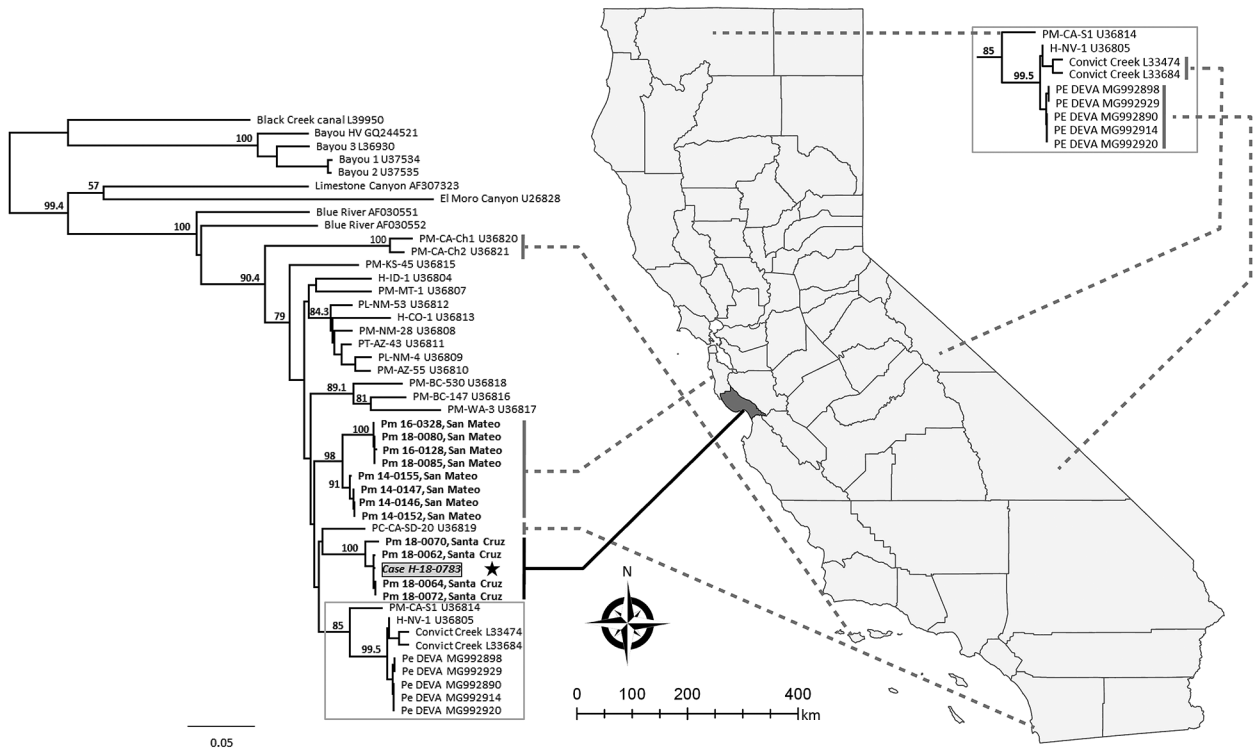 Black Creek canal L39950
100
Bayou HV GQ244521
Bayou 3 L36930
Bayou 1 U37534
Bayou 2 U37535
57
Limestone Canyon AF307323
El Moro Canyon U26828
99.4
Blue River AF030551
100
Blue River AF030552
100
PM-CA-Ch1 U36820
PM-CA-Ch2 U36821
90.4
PM-KS-45 U36815
H-ID-1 U36804
PM-MT-1 U36807
79
PL-NM-53 U36812
84.3
H-CO-1 U36813
PM-NM-28 U36808
PT-AZ-43 U36811
PL-NM-4 U36809
PM-AZ-55 U36810
89.1
PM-BC-530 U36818
81
PM-BC-147 U36816
PM-WA-3 U36817
100
Pm 16-0328, San Mateo
Pm 18-0080, San Mateo
Pm 16-0128, San Mateo
Pm 18-0085, San Mateo
98
Pm 14-0155, San Mateo
91
Pm 14-0147, San Mateo
Pm 14-0146, San Mateo
Pm 14-0152, San Mateo
PC-CA-SD-20 U36819
100
Pm 18-0070, Santa Cruz
Pm 18-0062, Santa Cruz
Case H-18-0783
Pm 18-0064, Santa Cruz
Pm 18-0072, Santa Cruz
85
PM-CA-S1 U36814
H-NV-1 U36805
99.5
Convict Creek L33474
Convict Creek L33684
Pe DEVA MG992898
Pe DEVA MG992929
Pe DEVA MG992890
Pe DEVA MG992914
Pe DEVA MG992920
0.05
85
PM-CA-S1 U36814
H-NV-1 U36805
99.5
Convict Creek L33474
Convict Creek L33684
PE DEVA MG992898
PE DEVA MG992929
PE DEVA MG992890
PE DEVA MG992914
PE DEVA MG992920
N
0 100 200 400
km